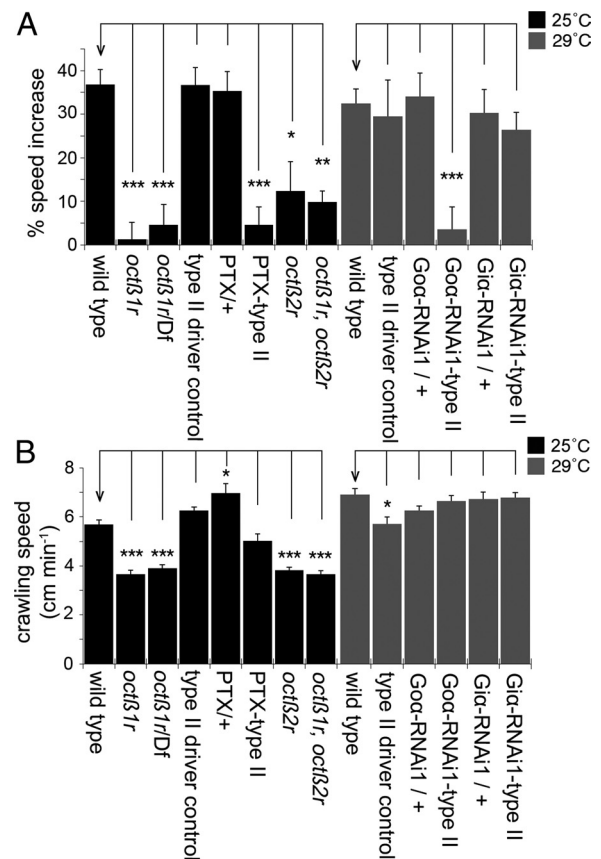 A
25˚C
29˚C
% speed increase
40
30
20
10
0
***
***
***
*
**
***
wild type
octß1r
octß1r/Df
type II driver control
PTX/+
PTX-type II
octß2r
octß1r, octß2r
wild type
type II driver control
Goα-RNAi1 / +
Goα-RNAi1-type II
Giα-RNAi1 / +
Giα-RNAi1-type II
B
25˚C
29˚C
crawling speed
(cm min⁻¹)
8
6
4
2
0
***
***
*
***
***
*
wild type
octß1r
octß1r/Df
type II driver control
PTX/+
PTX-type II
octß2r
octß1r, octß2r
wild type
type II driver control
Goα-RNAi1 / +
Goα-RNAi1-type II
Giα-RNAi1 / +
Giα-RNAi1-type II